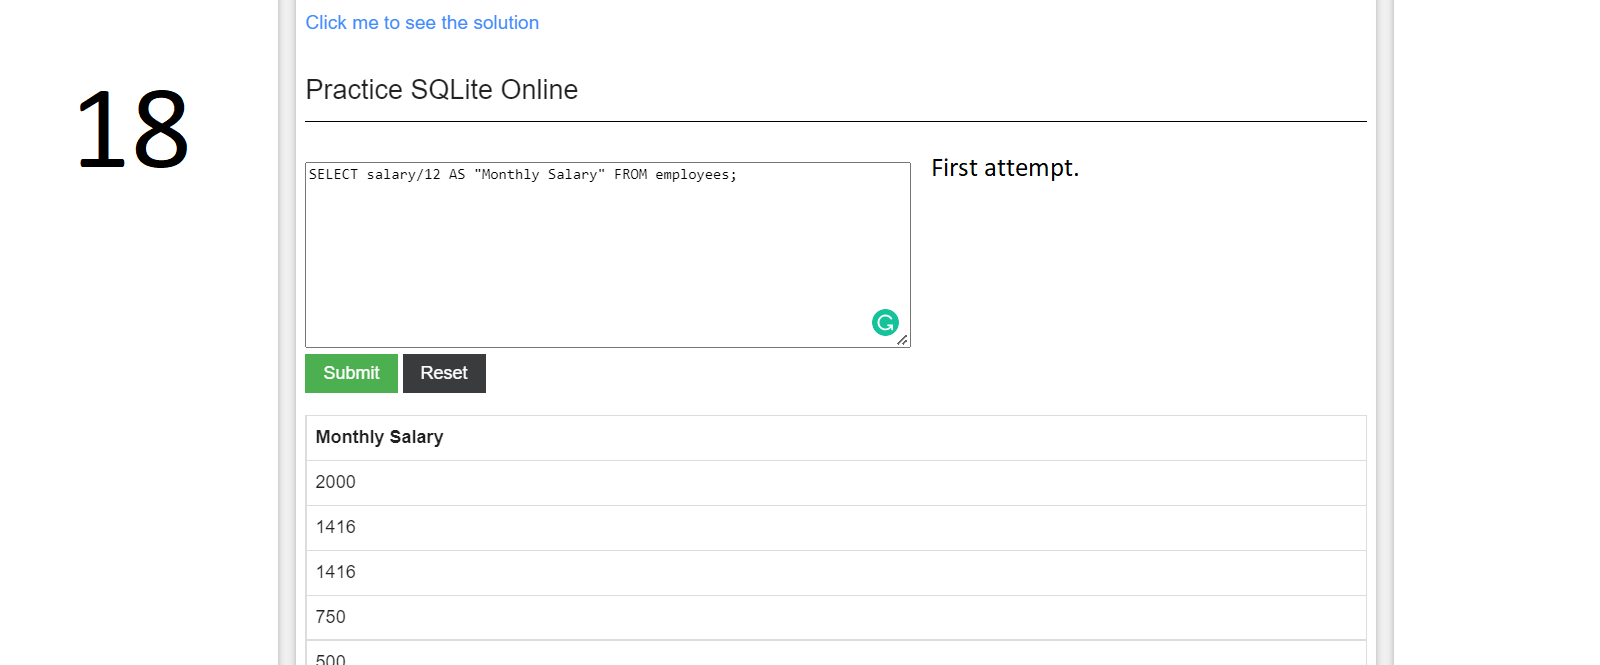 Click me to see the solution
18
Practice SQLite Online
First attempt.
SELECT salary/12 AS "Monthly Salary" FROM employees;
Submit Reset
Monthly Salary
2000
1416
1416
750
500